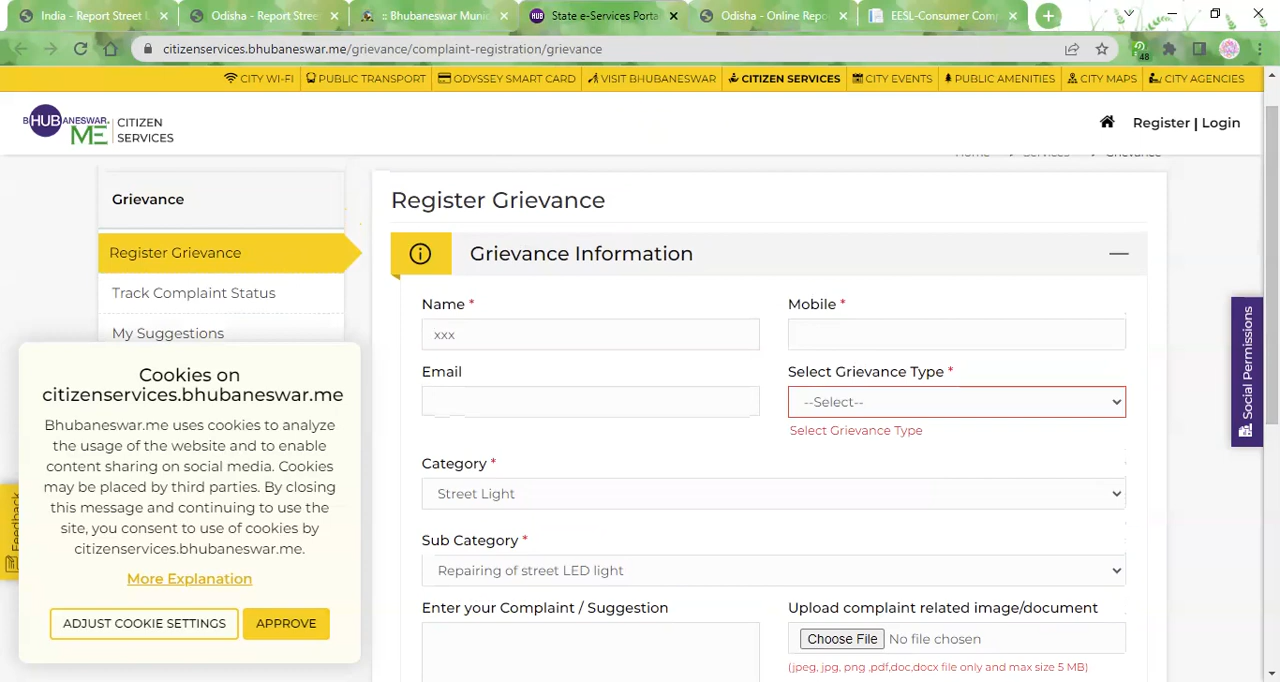 India - Report Street L
Odisha - Report Street
:: Bhubaneswar Munic
HUB State e-Services Porta
Odisha - Online Repo
EESL-Consumer Comp
citizenservices.bhubaneswar.me/grievance/complaint-registration/grievance
48
CITY WI-FI PUBLIC TRANSPORT ODYSSEY SMART CARD VISIT BHUBANESWAR CITIZEN SERVICES CITY EVENTS PUBLIC AMENITIES CITY MAPS CITY AGENCIES
BHUBANESWAR.
ME
CITIZEN
SERVICES
Register | Login
Home > Services > Grievance
Grievance
Register Grievance
Track Complaint Status
My Suggestions
Register Grievance
Grievance Information
Name *
Mobile *
xxx
Email
Select Grievance Type *
--Select--
Select Grievance Type
Category *
Street Light
Sub Category *
Repairing of street LED light
Enter your Complaint / Suggestion
Upload complaint related image/document
Choose File No file chosen
(jpeg, jpg, png ,pdf,doc,docx file only and max size 5 MB)
Social Permissions
Feedback
Cookies on
citizenservices.bhubaneswar.me
Bhubaneswar.me uses cookies to analyze
the usage of the website and to enable
content sharing on social media. Cookies
may be placed by third parties. By closing
this message and continuing to use the
site, you consent to use of cookies by
citizenservices.bhubaneswar.me.
More Explanation
ADJUST COOKIE SETTINGS
APPROVE